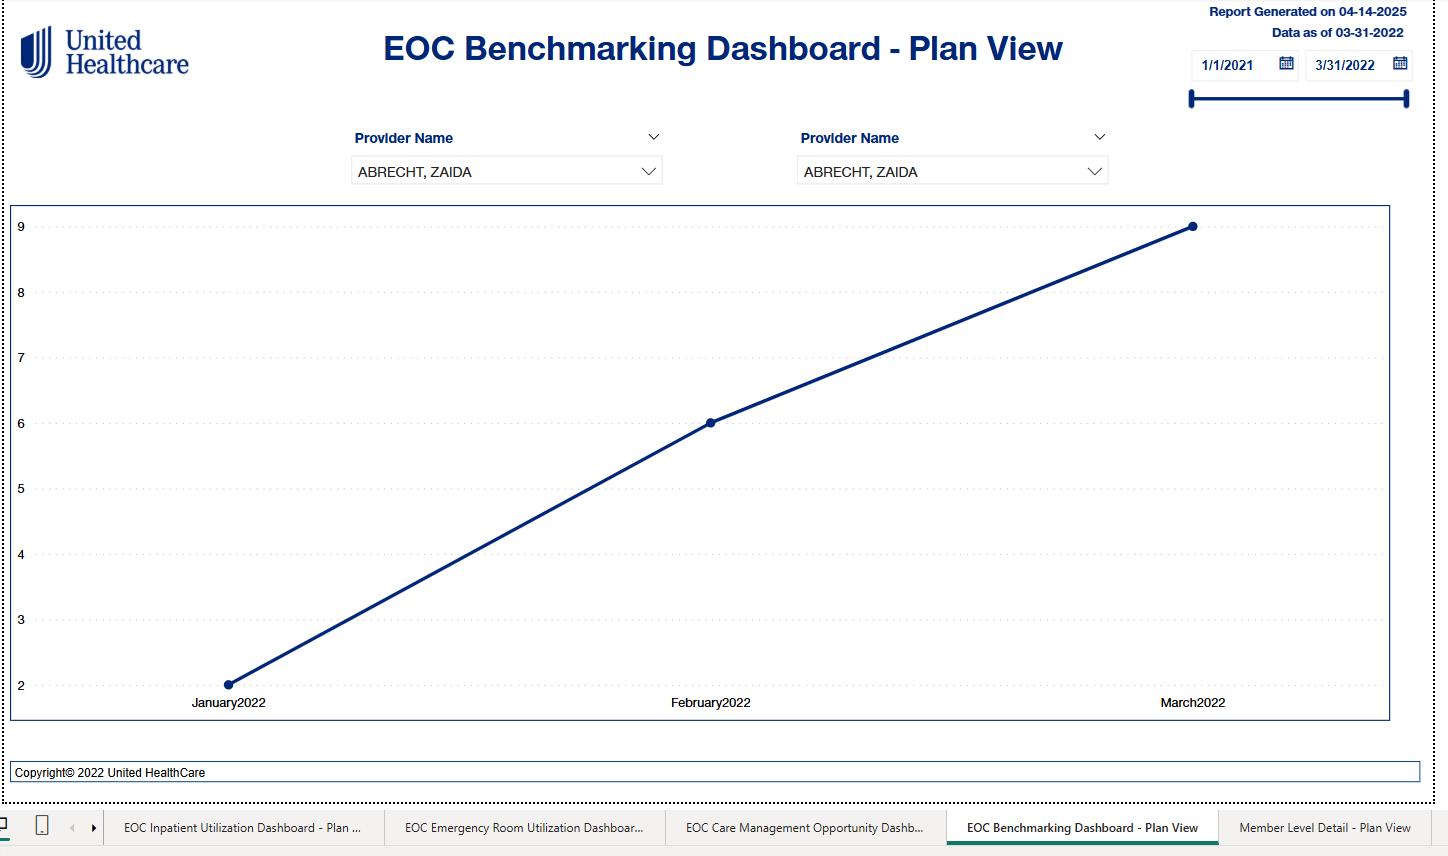 Report Generated on 04-14-2025
United
Healthcare
EOC Benchmarking Dashboard - Plan View
Data as of 03-31-2022
1/1/2021
3/31/2022
Provider Name
Provider Name
ABRECHT, ZAIDA
ABRECHT, ZAIDA
9
8
7
6
5
4
3
2
January2022
February2022
March2022
Copyright© 2022 United HealthCare
EOC Inpatient Utilization Dashboard - Plan ...
EOC Emergency Room Utilization Dashboar...
EOC Care Management Opportunity Dashb...
EOC Benchmarking Dashboard - Plan View
Member Level Detail - Plan View